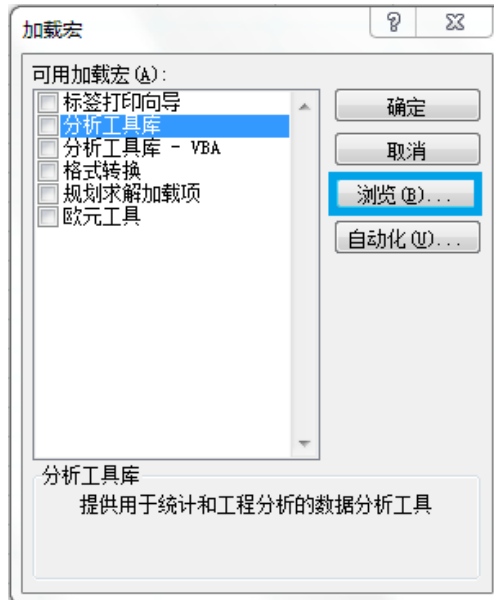 加载宏
可用加载宏(A):
标签打印向导
分析工具库
分析工具库 - VBA
格式转换
规划求解加载项
欧元工具
确定
取消
浏览(B)...
自动化(U)...
分析工具库
提供用于统计和工程分析的数据分析工具